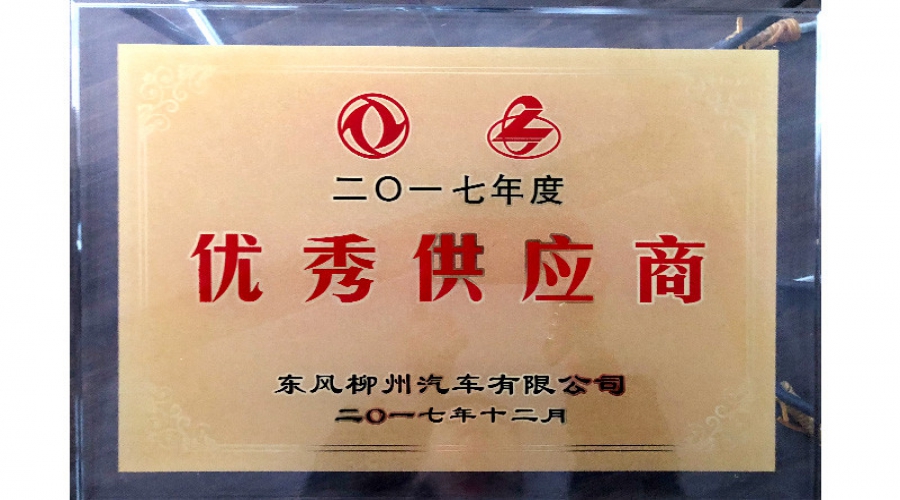 二〇一七年度
优秀供应商
东风柳州汽车有限公司
二〇一七年十二月